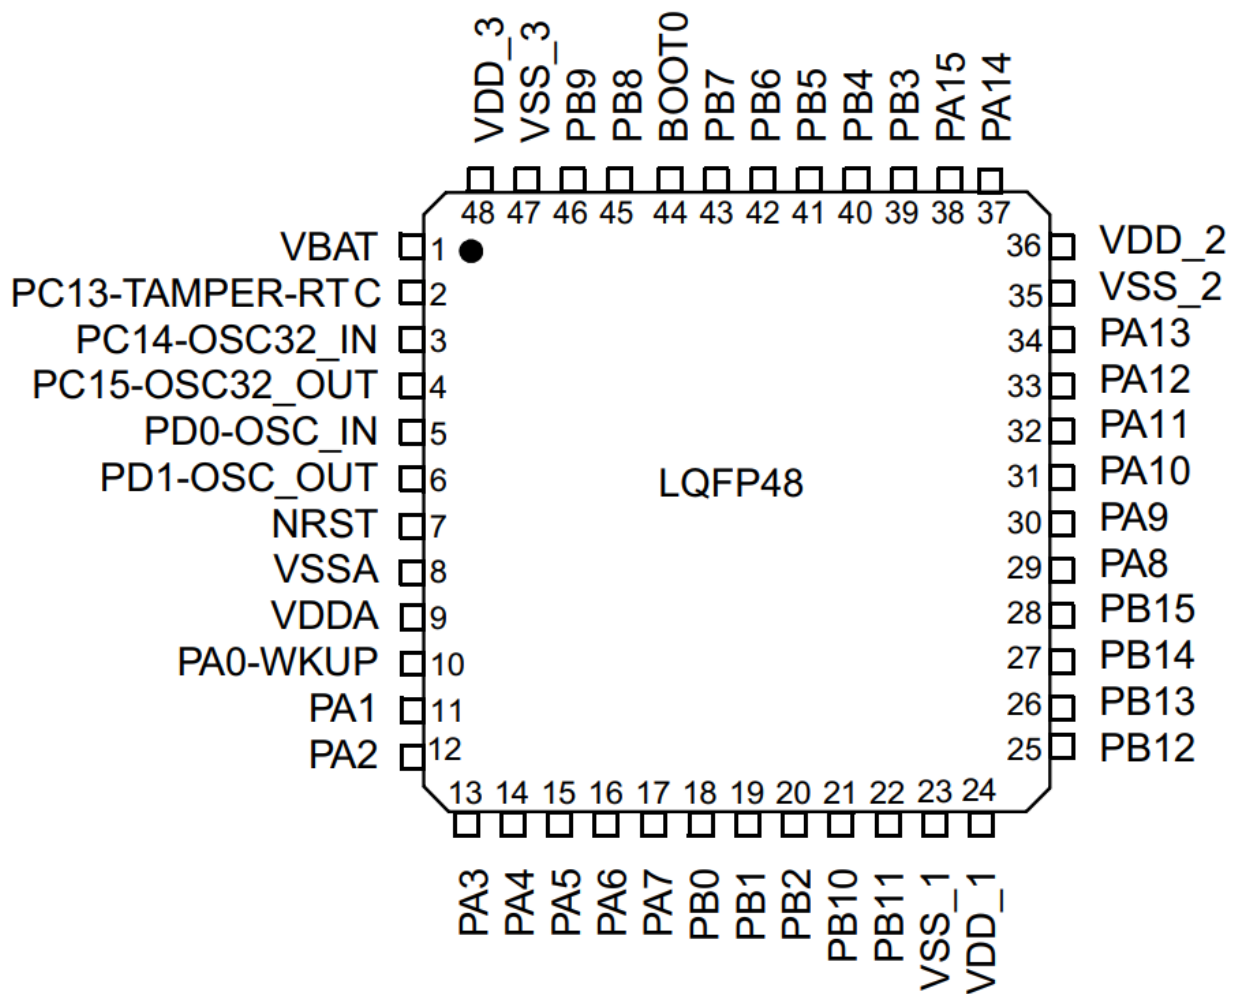 VDD_3
VSS_3
PB9
PB8
BOOT0
PB7
PB6
PB5
PB4
PB3
PA15
PA14
48 47 46 45 44 43 42 41 40 39 38 37
VBAT 1
PC13-TAMPER-RTC 2
PC14-OSC32_IN 3
PC15-OSC32_OUT 4
PD0-OSC_IN 5
PD1-OSC_OUT 6
NRST 7
VSSA 8
VDDA 9
PA0-WKUP 10
PA1 11
PA2 12
LQFP48
36 VDD_2
35 VSS_2
34 PA13
33 PA12
32 PA11
31 PA10
30 PA9
29 PA8
28 PB15
27 PB14
26 PB13
25 PB12
13 14 15 16 17 18 19 20 21 22 23 24
PA3
PA4
PA5
PA6
PA7
PB0
PB1
PB2
PB10
PB11
VSS_1
VDD_1